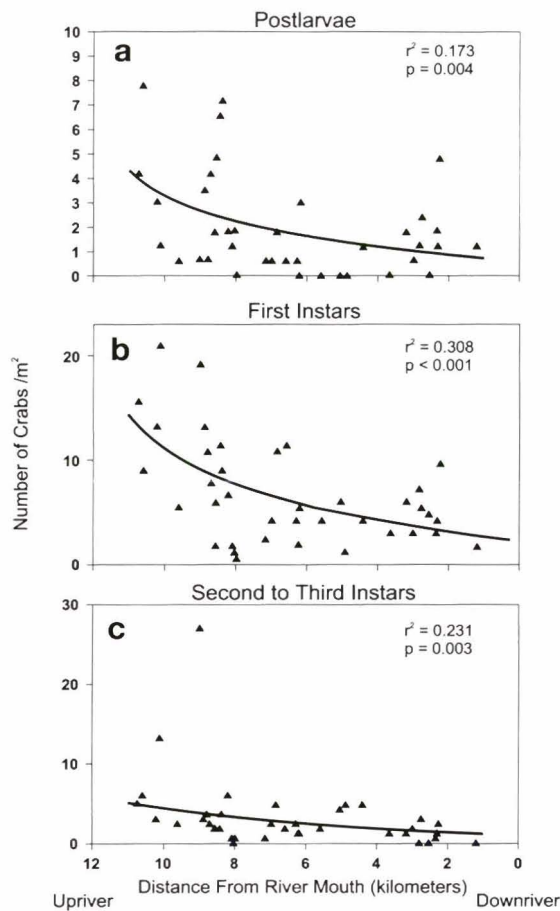 Postlarvae
a
r² = 0.173
p = 0.004
10
9
8
7
6
5
4
3
2
1
0
First Instars
b
r² = 0.308
p < 0.001
20
10
0
Number of Crabs /m²
Second to Third Instars
c
r² = 0.231
p = 0.003
30
20
10
0
12 10 8 6 4 2 0
Distance From River Mouth (kilometers)
Upriver Downriver